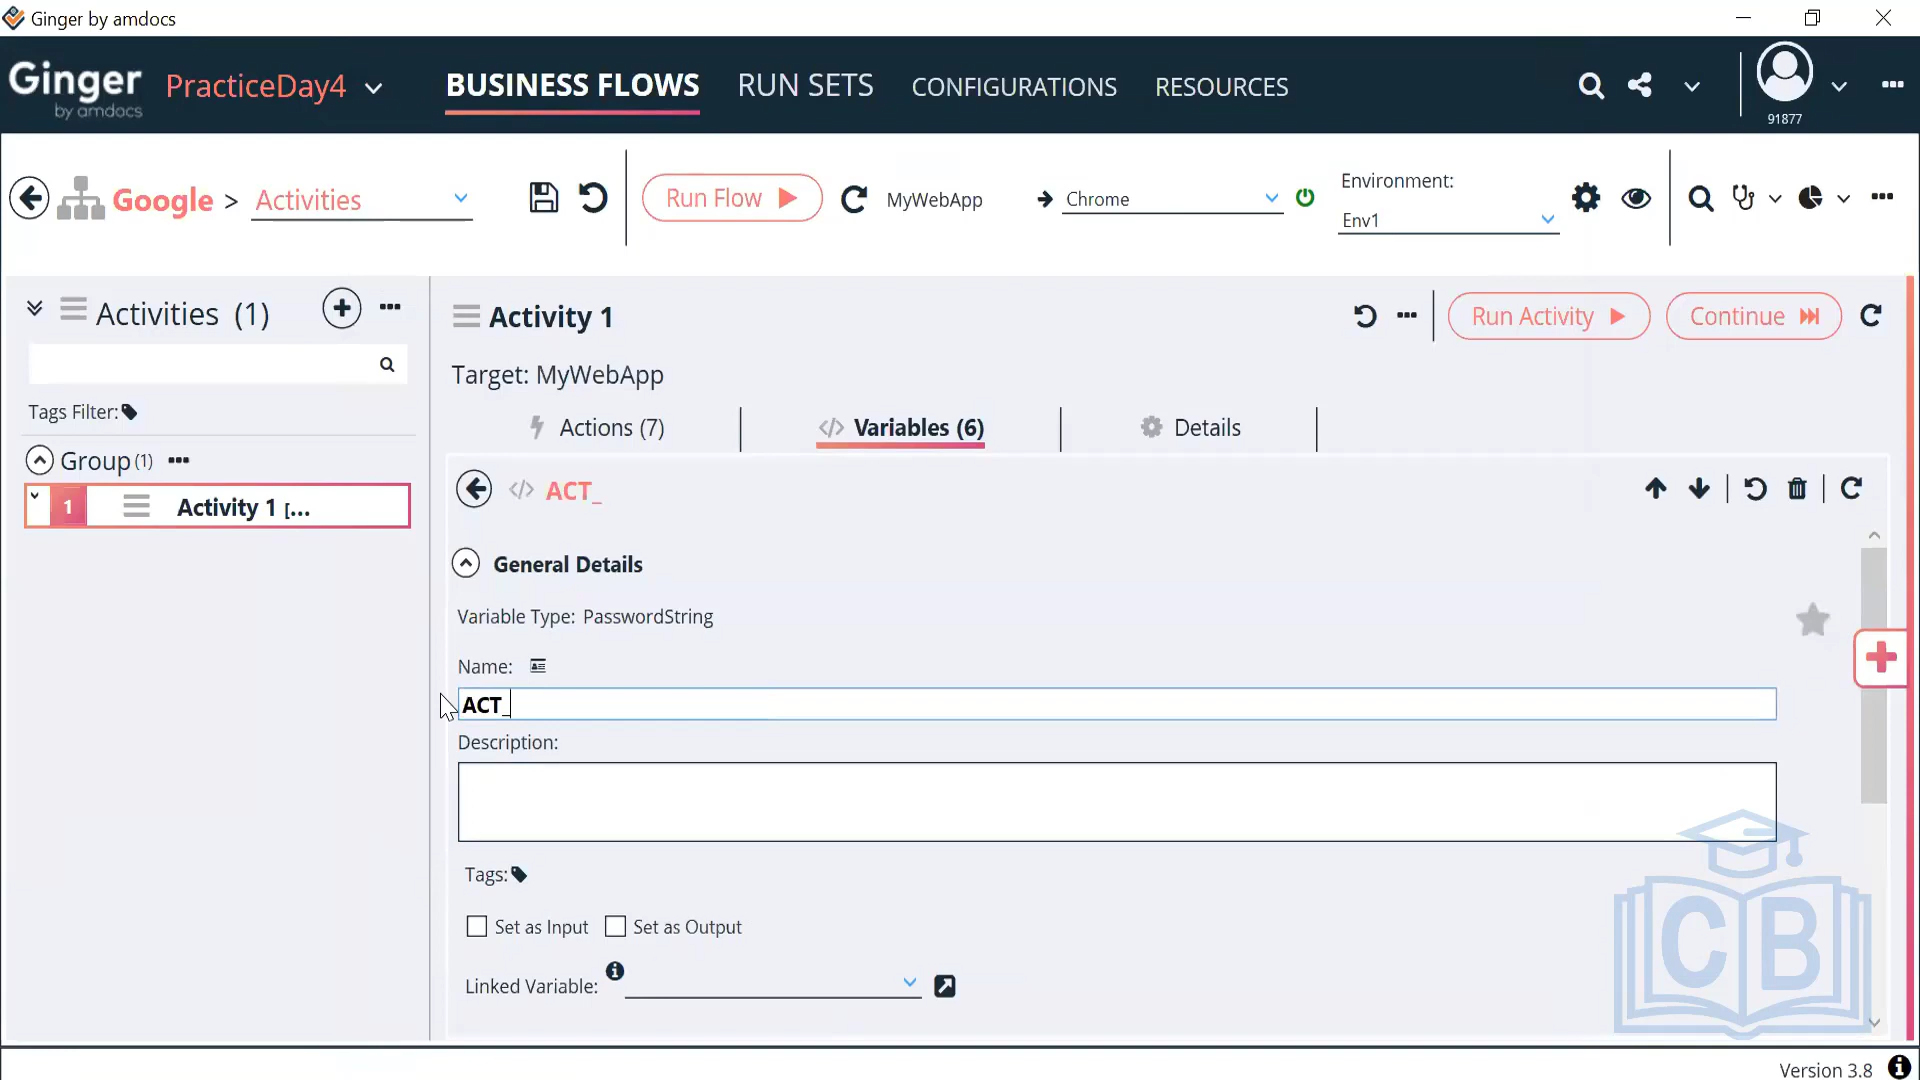 Ginger by amdocs
Ginger by amdocs PracticeDay4 BUSINESS FLOWS RUN SETS CONFIGURATIONS RESOURCES
91877
Google > Activities Run Flow MyWebApp Chrome Environment:
Env1
Activities (1)
Tags Filter:
Group (1)
1 Activity 1 [...
Activity 1 Run Activity Continue
Target: MyWebApp
Actions (7) Variables (6) Details
ACT_
General Details
Variable Type: PasswordString
Name:
ACT_
Description:
Tags:
Set as Input Set as Output
Linked Variable:
CB
Version 3.8